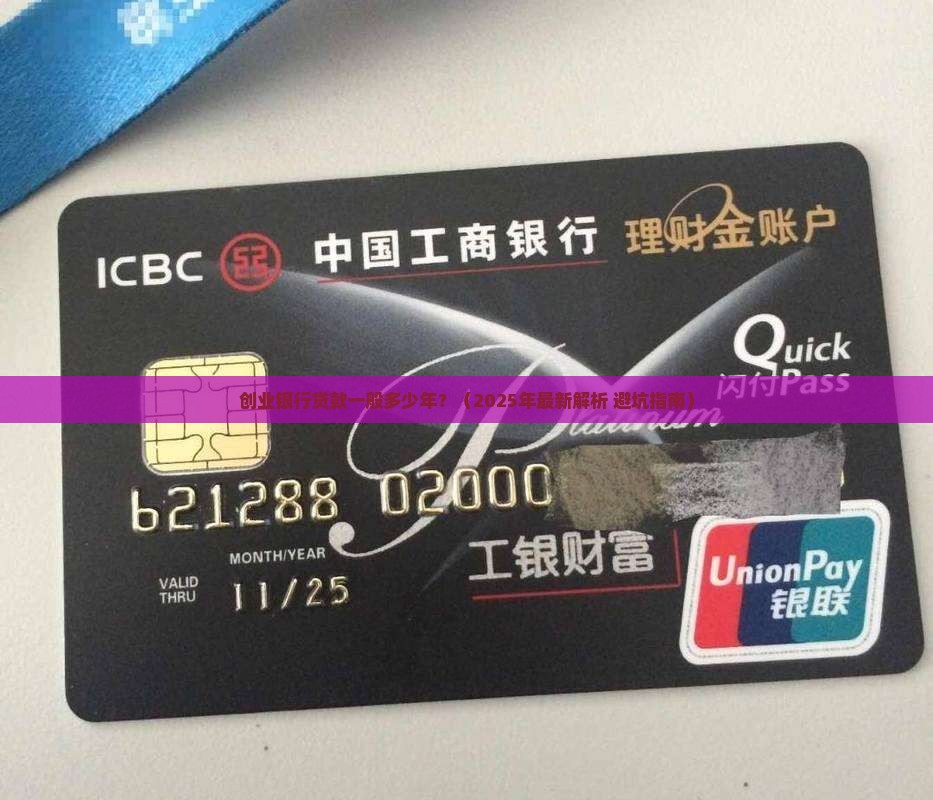 ICBC 中国工商银行 理财金账户
Quick
闪付Pass
创业银行贷款一般多少年？（2025年最新解析 避坑指南）
Platinum
621288 02000
工银财富
MONTH/YEAR
VALID
THRU
11/25
UnionPay
银联